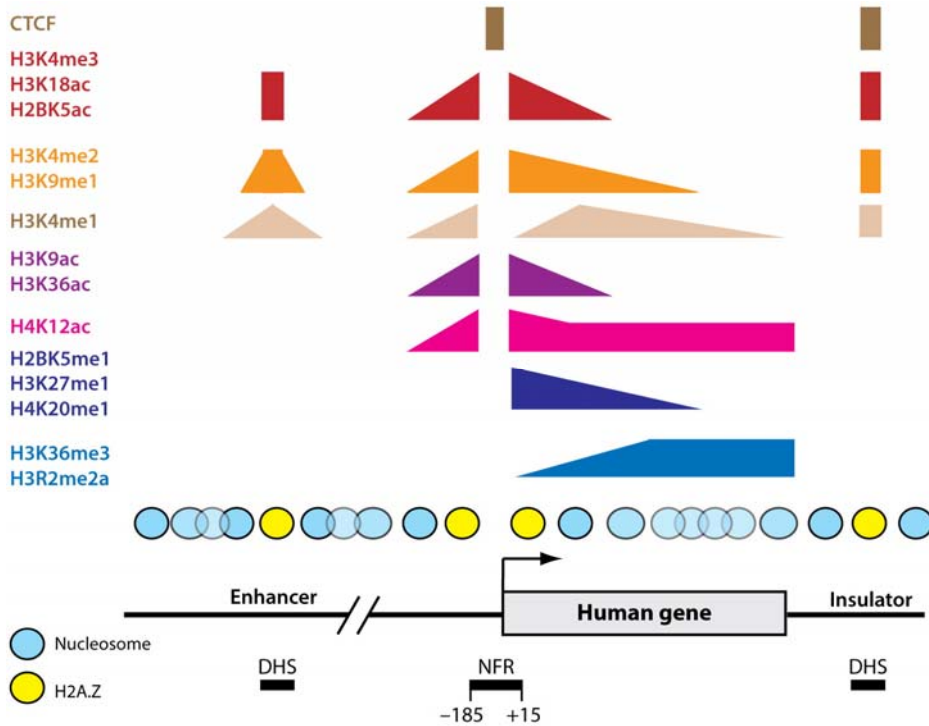 CTCF
H3K4me3
H3K18ac
H2BK5ac
H3K4me2
H3K9me1
H3K4me1
H3K9ac
H3K36ac
H4K12ac
H2BK5me1
H3K27me1
H4K20me1
H3K36me3
H3R2me2a
Enhancer
Human gene
Insulator
Nucleosome
H2A.Z
DHS
NFR
DHS
−185
+15